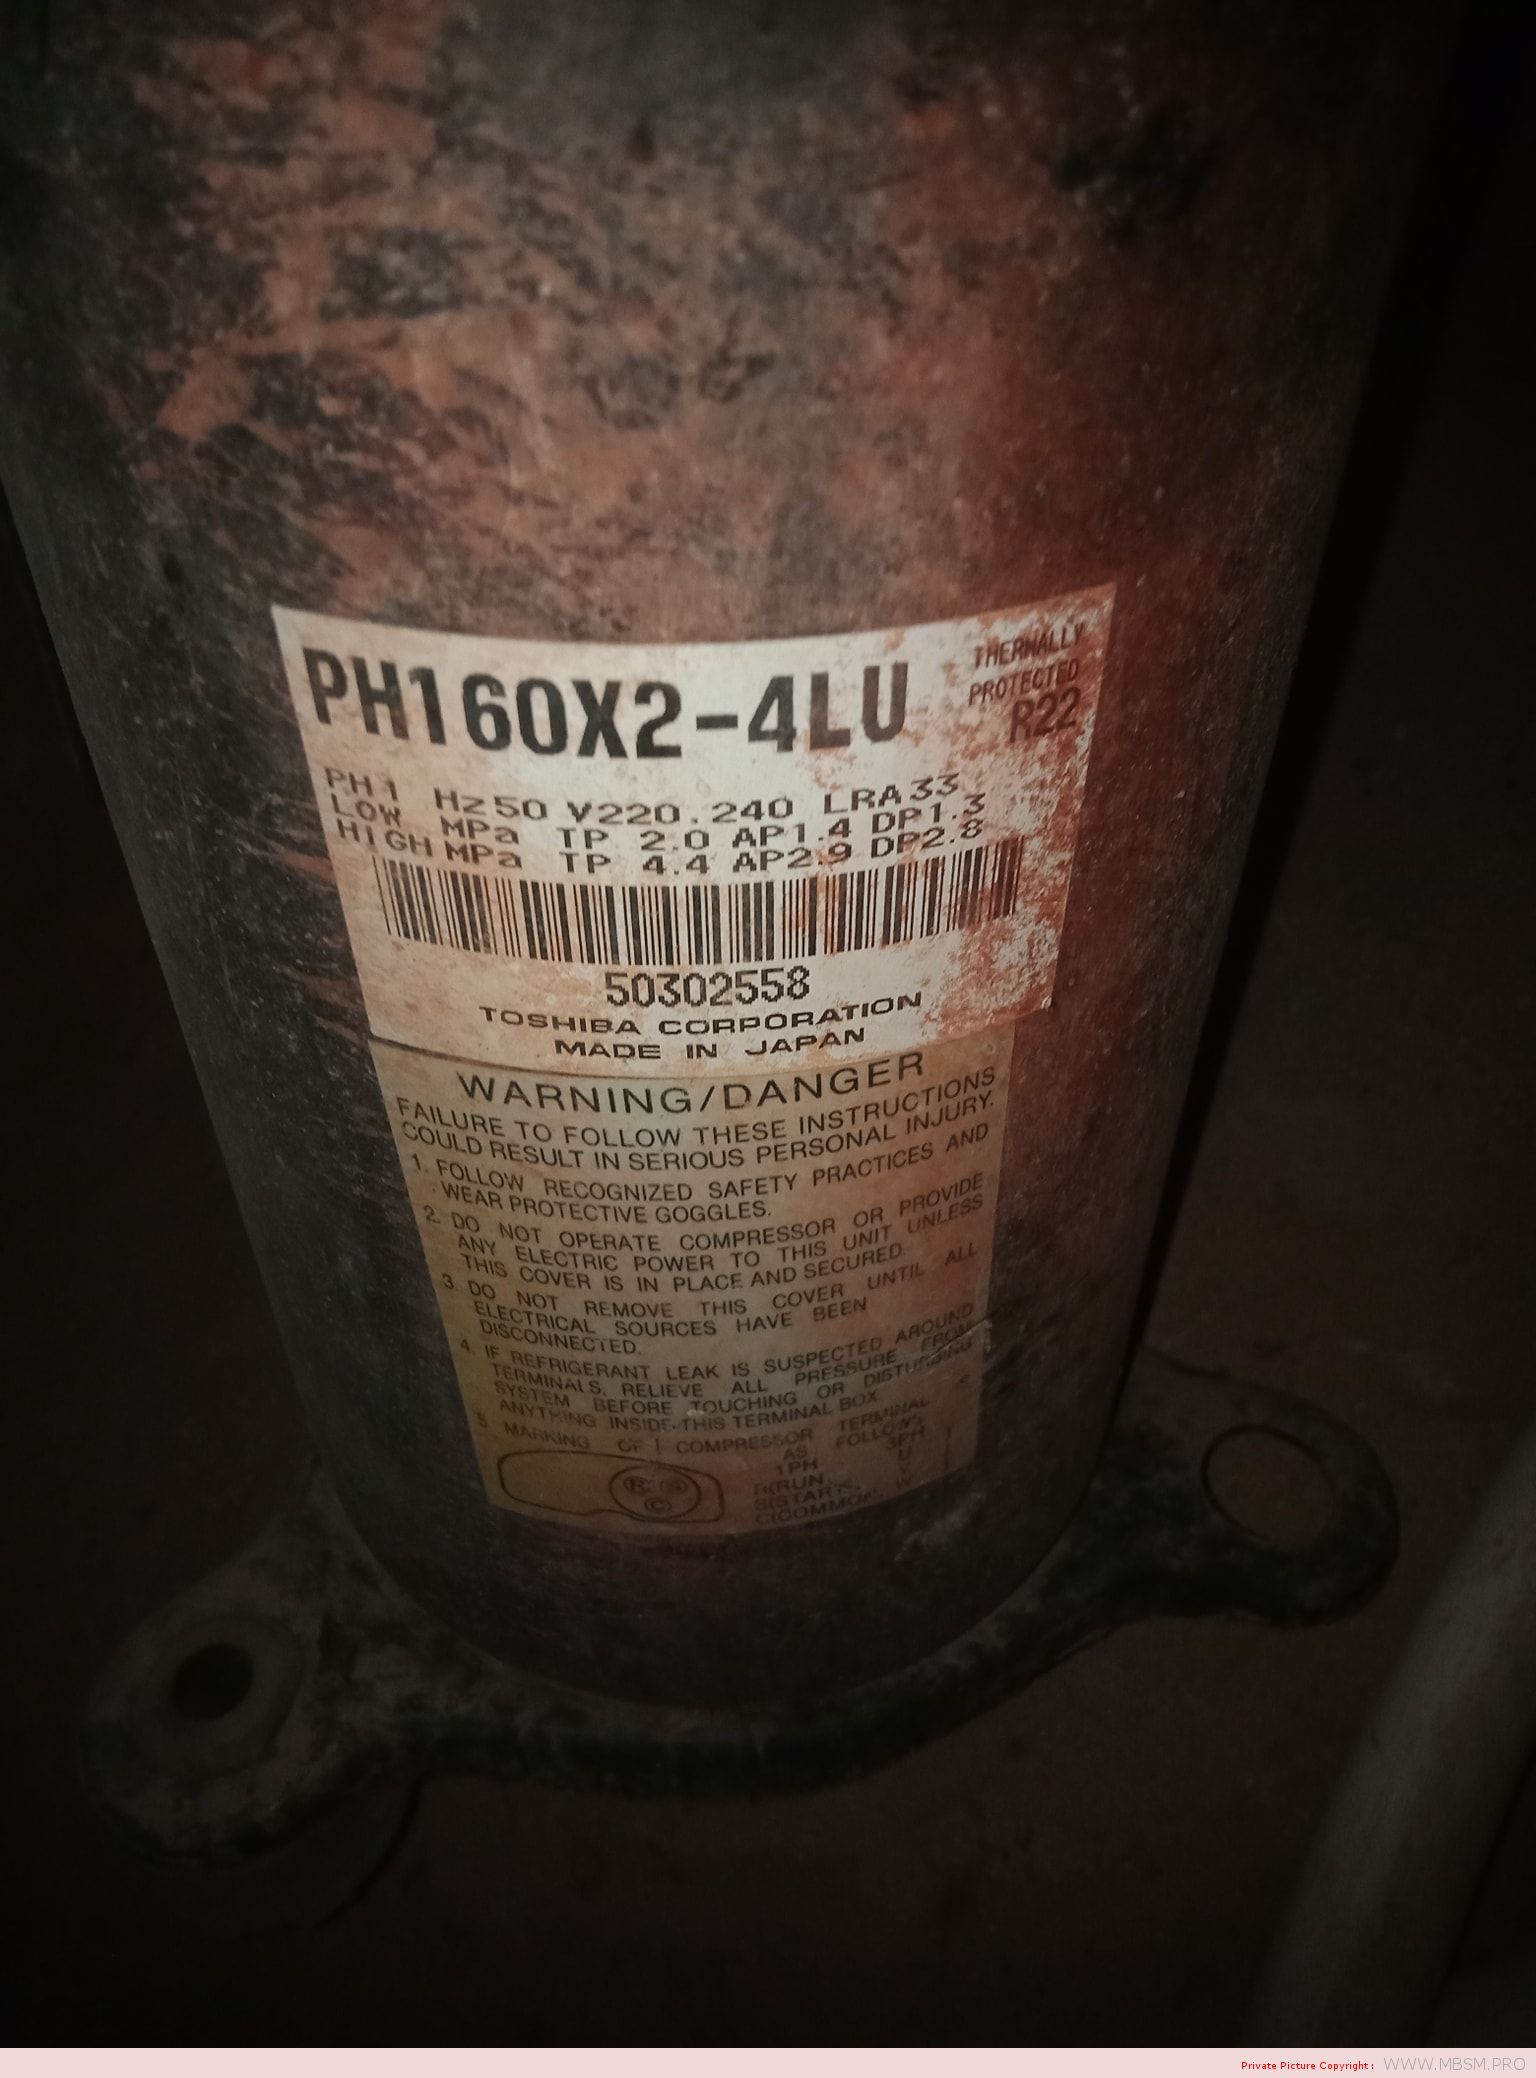 PH160X2-4LU
THERMALLY
PROTECTED
R22
PH1 Hz50 V220.240 LRA33
LOW MPa TP 2.0 AP1.4 DP1.3
HIGH MPa TP 4.4 AP2.9 DP2.8
50302558
TOSHIBA CORPORATION
MADE IN JAPAN
WARNING/DANGER
FAILURE TO FOLLOW THESE INSTRUCTIONS
COULD RESULT IN SERIOUS PERSONAL INJURY.
1. FOLLOW RECOGNIZED SAFETY PRACTICES AND
WEAR PROTECTIVE GOGGLES.
2. DO NOT OPERATE COMPRESSOR OR PROVIDE
ANY ELECTRIC POWER TO THIS UNIT UNLESS
THIS COVER IS IN PLACE AND SECURED.
3. DO NOT REMOVE THIS COVER UNTIL ALL
ELECTRICAL SOURCES HAVE BEEN
DISCONNECTED.
4. IF REFRIGERANT LEAK IS SUSPECTED AROUND
TERMINALS, RELIEVE ALL PRESSURE FROM
SYSTEM BEFORE TOUCHING OR DISTURBING
ANYTHING INSIDE THIS TERMINAL BOX
5. MARKING OF COMPRESSOR TERMINAL
AS FOLLOWS
1PH 3PH
R(RUN U
S(START V
C(COMMON W
R S
C
Private Picture Copyright : WWW.MBSM.PRO